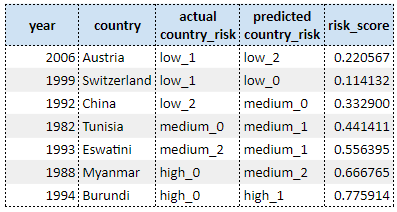 year country actual country_risk predicted country_risk risk_score
2006 Austria low_1 low_2 0.220567
1999 Switzerland low_1 low_0 0.114132
1992 China low_2 medium_0 0.332900
1982 Tunisia medium_0 medium_1 0.441411
1993 Eswatini medium_2 medium_1 0.556395
1988 Myanmar high_0 medium_2 0.666765
1994 Burundi high_0 high_1 0.775914